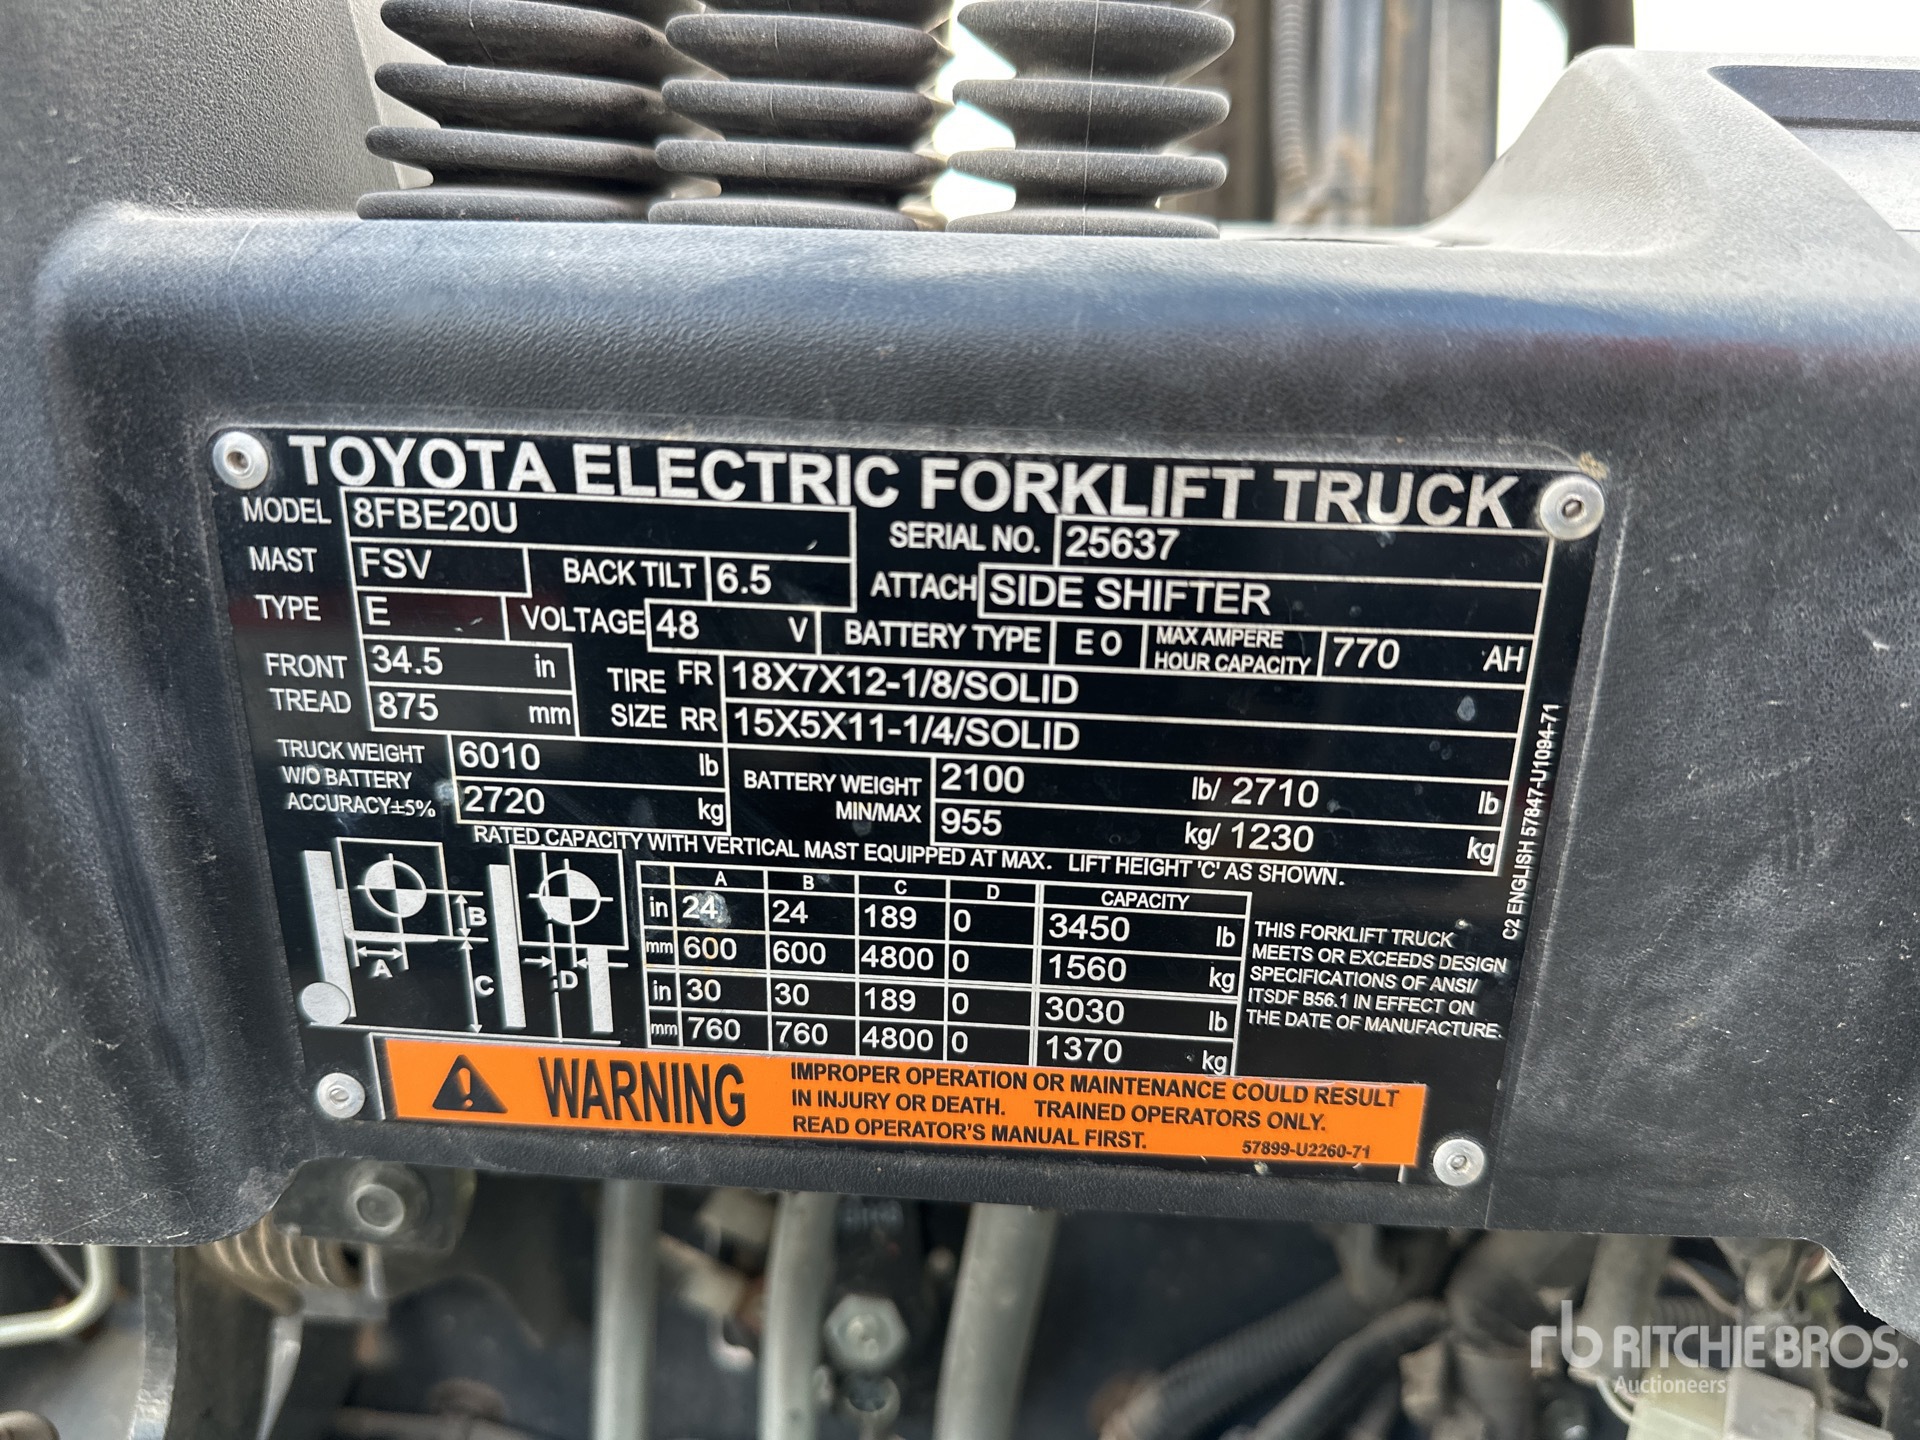 TOYOTA ELECTRIC FORKLIFT TRUCK
MODEL 8FBE20U SERIAL NO. 25637
MAST FSV BACK TILT 6.5 ATTACH SIDE SHIFTER
TYPE E VOLTAGE 48 V BATTERY TYPE E O MAX AMPERE HOUR CAPACITY 770 AH
FRONT TREAD 34.5 in TIRE SIZE FR 18X7X12-1/8/SOLID
875 mm RR 15X5X11-1/4/SOLID
TRUCK WEIGHT 6010 lb BATTERY WEIGHT 2100 lb/ 2710 lb
W/O BATTERY
ACCURACY±5% 2720 kg MIN/MAX 955 kg/ 1230 kg
RATED CAPACITY WITH VERTICAL MAST EQUIPPED AT MAX. LIFT HEIGHT 'C' AS SHOWN.
A B C D CAPACITY
in 24 24 189 0 3450 lb
mm 600 600 4800 0 1560 kg
in 30 30 189 0 3030 lb
mm 760 760 4800 0 1370 kg
B
A
C
D
THIS FORKLIFT TRUCK
MEETS OR EXCEEDS DESIGN
SPECIFICATIONS OF ANSI/
ITSDF B56.1 IN EFFECT ON
THE DATE OF MANUFACTURE.
C2 ENGLISH 57847-U1094-71
WARNING
IMPROPER OPERATION OR MAINTENANCE COULD RESULT
IN INJURY OR DEATH. TRAINED OPERATORS ONLY.
READ OPERATOR'S MANUAL FIRST. 57899-U2260-71
rb RITCHIE BROS.
Auctioneers